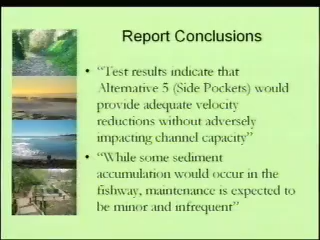 Report Conclusions
• “Test results indicate that
Alternative 5 (Side Pockets) would
provide adequate velocity
reductions without adversely
impacting channel capacity”
• “While some sediment
accumulation would occur in the
fishway, maintenance is expected to
be minor and infrequent”